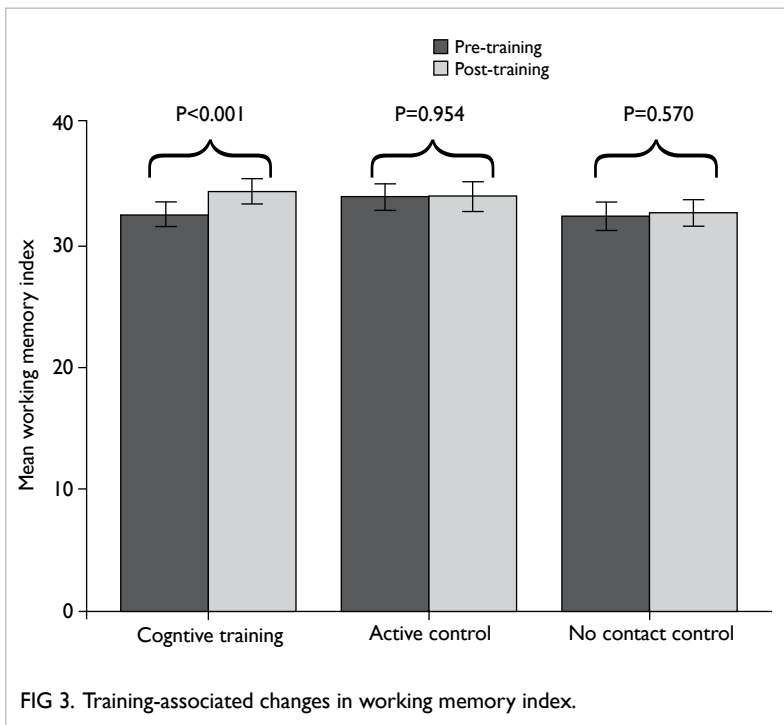 Pre-training
Post-training
P<0.001
P=0.954
P=0.570
40
30
20
10
0
Mean working memory index
Cogntive training
Active control
No contact control
FIG 3. Training-associated changes in working memory index.